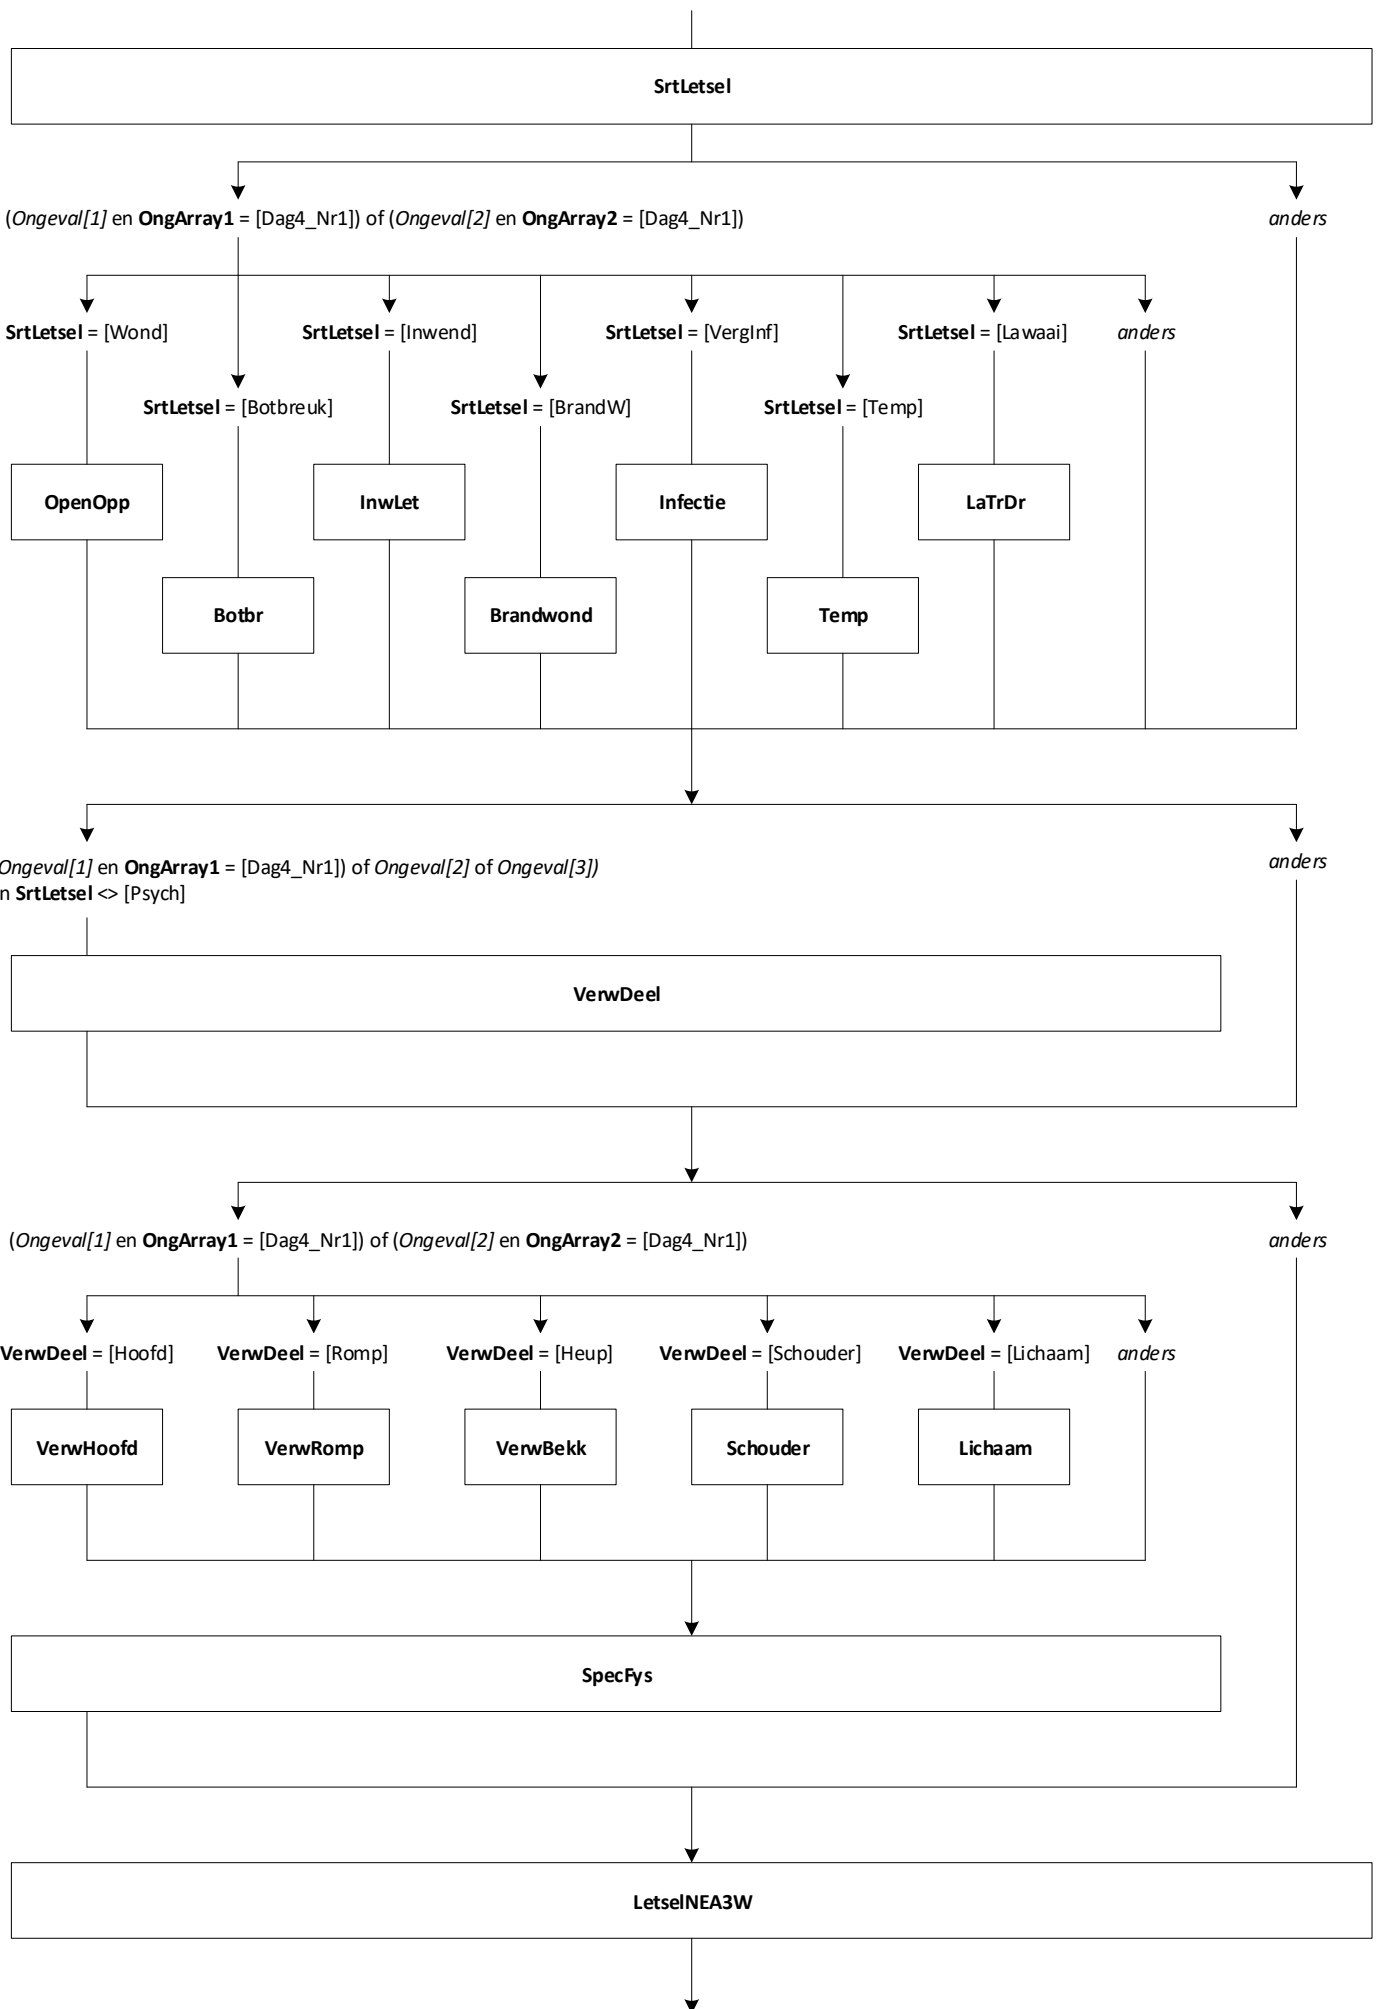 SrtLetsel
(Ongeval[1] en OngArray1 = [Dag4_Nr1]) of (Ongeval[2] en OngArray2 = [Dag4_Nr1])
anders
SrtLetsel = [Wond]
SrtLetsel = [Inwend]
SrtLetsel = [VergInf]
SrtLetsel = [Lawaai]
anders
SrtLetsel = [Botbreuk]
SrtLetsel = [BrandW]
SrtLetsel = [Temp]
OpenOpp
InwLet
Infectie
LaTrDr
Botbr
Brandwond
Temp
Ongeval[1] en OngArray1 = [Dag4_Nr1]) of Ongeval[2] of Ongeval[3])
anders
n SrtLetsel <> [Psych]
VerwDeel
(Ongeval[1] en OngArray1 = [Dag4_Nr1]) of (Ongeval[2] en OngArray2 = [Dag4_Nr1])
anders
VerwDeel = [Hoofd]
VerwDeel = [Romp]
VerwDeel = [Heup]
VerwDeel = [Schouder]
VerwDeel = [Lichaam]
anders
VerwHoofd
VerwRomp
VerwBekk
Schouder
Lichaam
SpecFys
LetselNEA3W